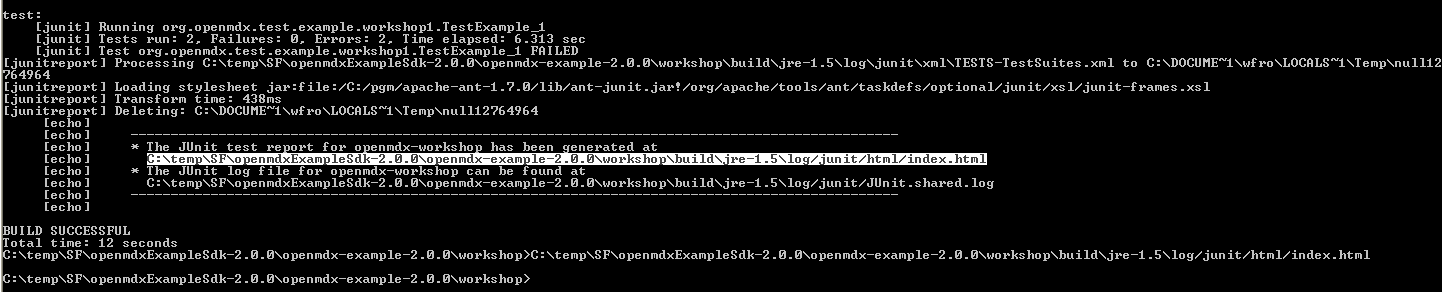 test:
    [junit] Running org.openmdx.test.example.workshop1.TestExample_1
    [junit] Tests run: 2, Failures: 0, Errors: 2, Time elapsed: 6.313 sec
    [junit] Test org.openmdx.test.example.workshop1.TestExample_1 FAILED
[junitreport] Processing C:\temp\SF\openmdxExampleSdk-2.0.0\openmdx-example-2.0.0\workshop\build\jre-1.5\log\junit\xml\TESTS-TestSuites.xml to C:\DOCUME~1\wfro\LOCALS~1\Temp\null12
764964
[junitreport] Loading stylesheet jar:file:/C:/pgm/apache-ant-1.7.0/lib/ant-junit.jar!/org/apache/tools/ant/taskdefs/optional/junit/xsl/junit-frames.xsl
[junitreport] Transform time: 438ms
[junitreport] Deleting: C:\DOCUME~1\wfro\LOCALS~1\Temp\null12764964
     [echo]
     [echo]     ------------------------------------------------------------------------------------------------
     [echo]     * The JUnit test report for openmdx-workshop has been generated at
     [echo]       C:\temp\SF\openmdxExampleSdk-2.0.0\openmdx-example-2.0.0\workshop\build\jre-1.5\log/junit/html/index.html
     [echo]     * The JUnit log file for openmdx-workshop can be found at
     [echo]       C:\temp\SF\openmdxExampleSdk-2.0.0\openmdx-example-2.0.0\workshop\build\jre-1.5\log/junit/JUnit.shared.log
     [echo]     ------------------------------------------------------------------------------------------------
     [echo]
BUILD SUCCESSFUL
Total time: 12 seconds
C:\temp\SF\openmdxExampleSdk-2.0.0\openmdx-example-2.0.0\workshop>C:\temp\SF\openmdxExampleSdk-2.0.0\openmdx-example-2.0.0\workshop\build\jre-1.5\log/junit/html/index.html
C:\temp\SF\openmdxExampleSdk-2.0.0\openmdx-example-2.0.0\workshop>